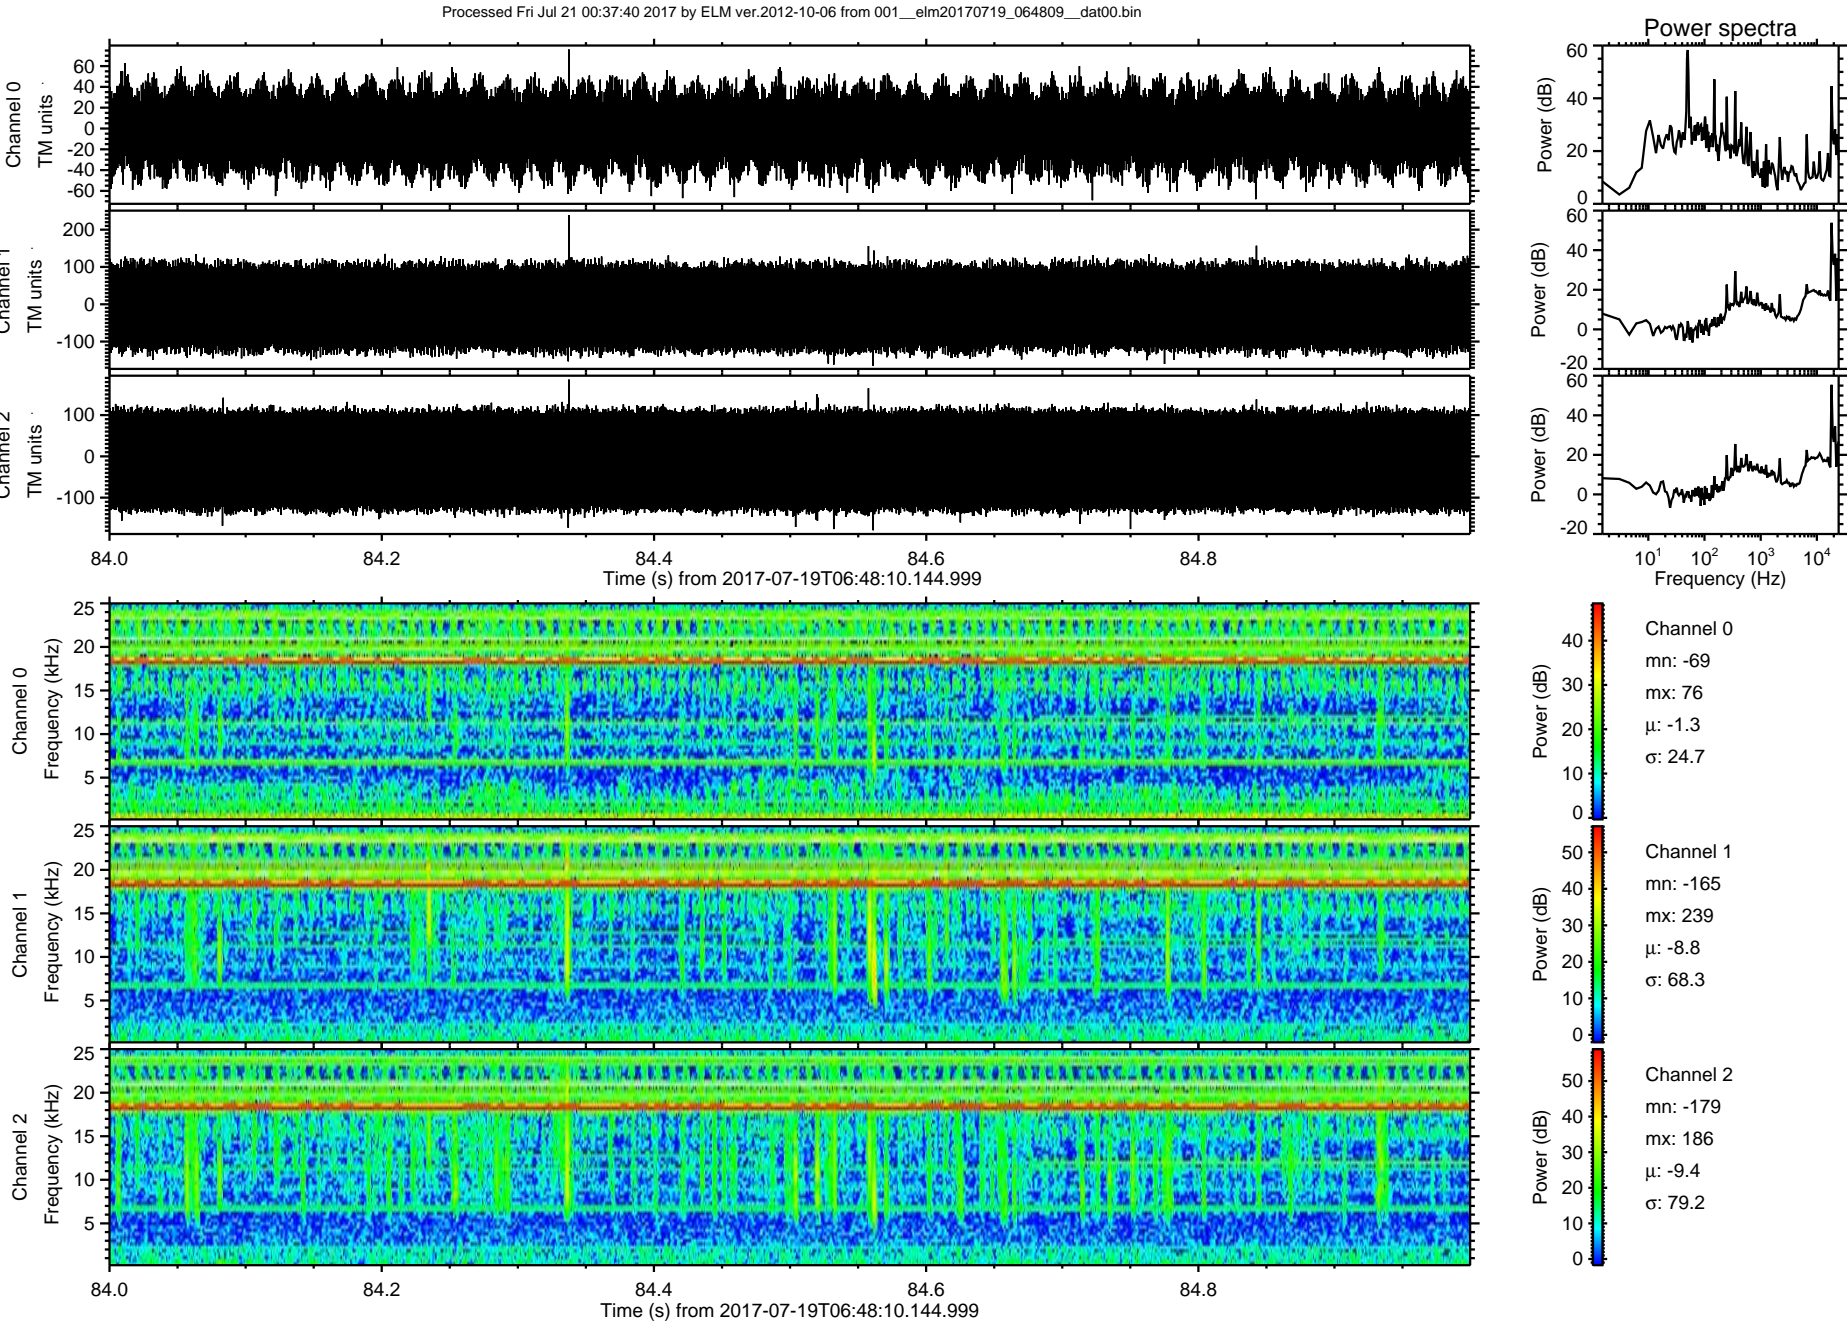 Processed Fri Jul 21 00:37:40 2017 by ELM ver.2012-10-06 from 001__elm20170719_064809__dat00.bin
Power spectra
Channel 0
TM units
60
40
20
0
-20
-40
-60
Power (dB)
60
40
20
0
Channel 1
TM units
200
100
0
-100
Power (dB)
60
40
20
0
-20
Channel 2
TM units
100
0
-100
Power (dB)
60
40
20
0
-20
84.0 84.2 84.4 84.6 84.8
Time (s) from 2017-07-19T06:48:10.144.999
10¹ 10² 10³ 10⁴
Frequency (Hz)
Channel 0
Frequency (kHz)
25
20
15
10
5
Power (dB)
40
30
20
10
0
Channel 0
mn: -69
mx: 76
μ: -1.3
σ: 24.7
Channel 1
Frequency (kHz)
25
20
15
10
5
Power (dB)
50
40
30
20
10
0
Channel 1
mn: -165
mx: 239
μ: -8.8
σ: 68.3
Channel 2
Frequency (kHz)
25
20
15
10
5
Power (dB)
50
40
30
20
10
0
Channel 2
mn: -179
mx: 186
μ: -9.4
σ: 79.2
84.0 84.2 84.4 84.6 84.8
Time (s) from 2017-07-19T06:48:10.144.999